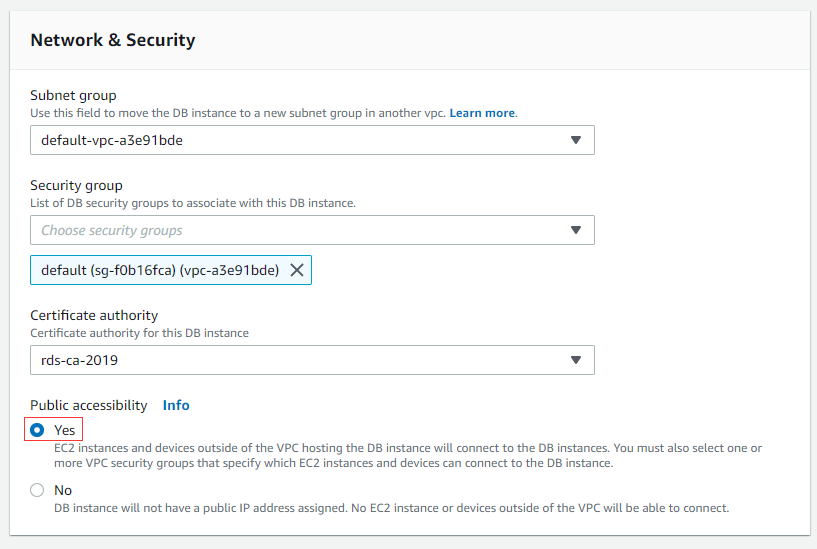 Network & Security
Subnet group
Use this field to move the DB instance to a new subnet group in another vpc. Learn more.
default-vpc-a3e91bde
Security group
List of DB security groups to associate with this DB instance.
Choose security groups
default (sg-f0b16fca) (vpc-a3e91bde)
Certificate authority
Certificate authority for this DB instance
rds-ca-2019
Public accessibility Info
Yes
EC2 instances and devices outside of the VPC hosting the DB instance will connect to the DB instances. You must also select one or
more VPC security groups that specify which EC2 instances and devices can connect to the DB instance.
No
DB instance will not have a public IP address assigned. No EC2 instance or devices outside of the VPC will be able to connect.